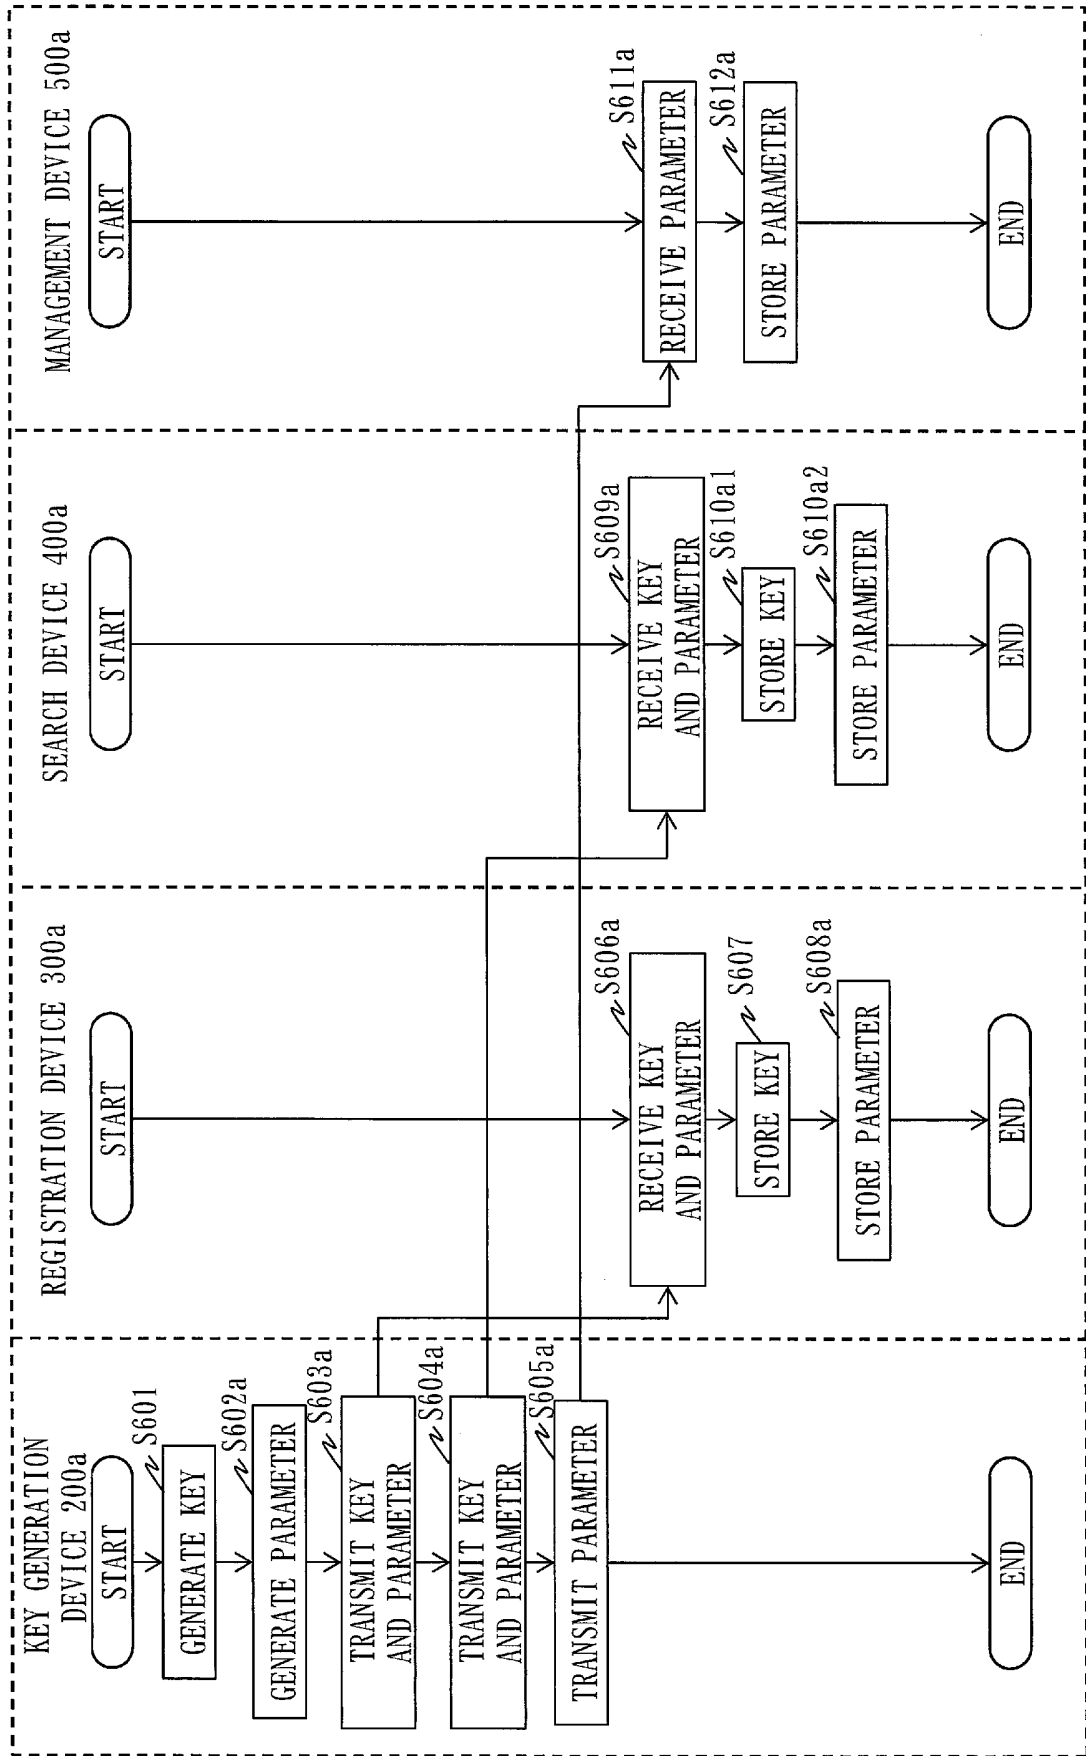 KEY GENERATION
DEVICE 200a
START
S601
GENERATE KEY
S602a
GENERATE PARAMETER
S603a
TRANSMIT KEY
AND PARAMETER
S604a
TRANSMIT KEY
AND PARAMETER
S605a
TRANSMIT PARAMETER
END
REGISTRATION DEVICE 300a
START
S606a
RECEIVE KEY
AND PARAMETER
S607
STORE KEY
S608a
STORE PARAMETER
END
SEARCH DEVICE 400a
START
S609a
RECEIVE KEY
AND PARAMETER
S610a1
STORE KEY
S610a2
STORE PARAMETER
END
MANAGEMENT DEVICE 500a
START
S611a
RECEIVE PARAMETER
S612a
STORE PARAMETER
END